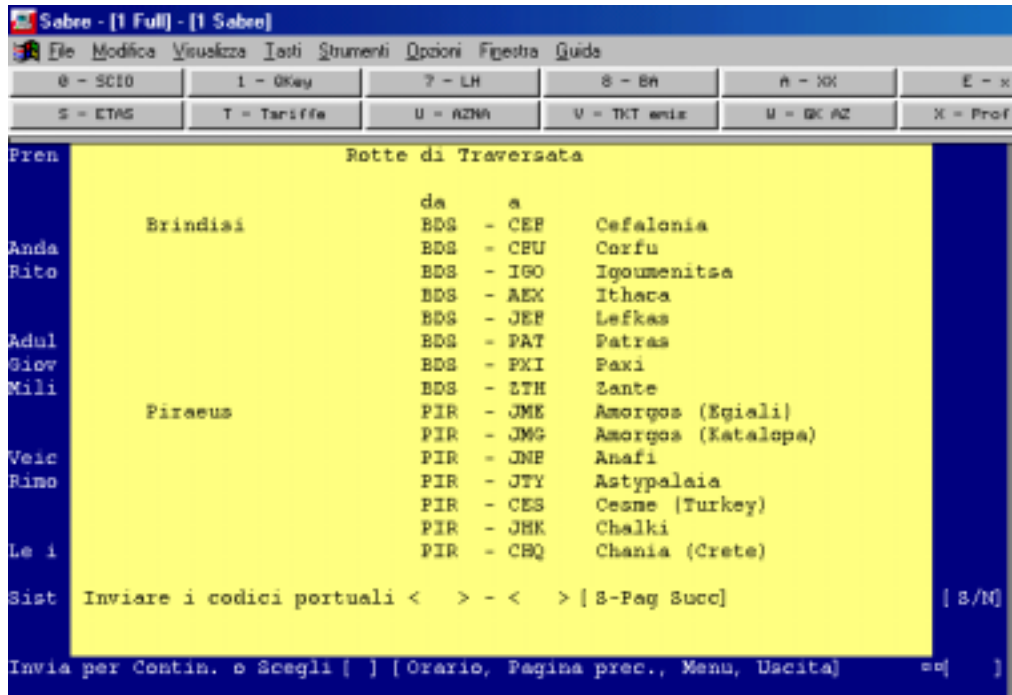 Sabre - [1 Full] - [1 Sabre]
File Modifica Visualizza Tasti Strumenti Opzioni Finestra Guida
0 - SCIO 1 - QKey 7 - LH 8 - BA A - XX E - x
S - ETAS T - Tariffe U - AZNA V - TKT emis W - QK AZ X - Prof
Pren Rotte di Traversata
da a
Brindisi BDS - CEF Cefalonia
Anda BDS - CFU Corfu
Rito BDS - IGO Igoumenitsa
BDS - AEX Ithaca
BDS - JEF Lefkas
Adul BDS - PAT Patras
Giov BDS - PXI Paxi
Mili BDS - ZTH Zante
Piraeus PIR - JME Amorgos (Egiali)
PIR - JMG Amorgos (Katalopa)
Veic PIR - JNF Anafi
Rimo PIR - JTY Astypalaia
PIR - CES Cesme (Turkey)
PIR - JHK Chalki
Le i PIR - CHQ Chania (Crete)
Sist Inviare i codici portuali < > - < > [S-Pag Succ] [ S/N]
Invia per Contin. o Scegli [ ] [Orario, Pagina prec., Menu, Uscita]